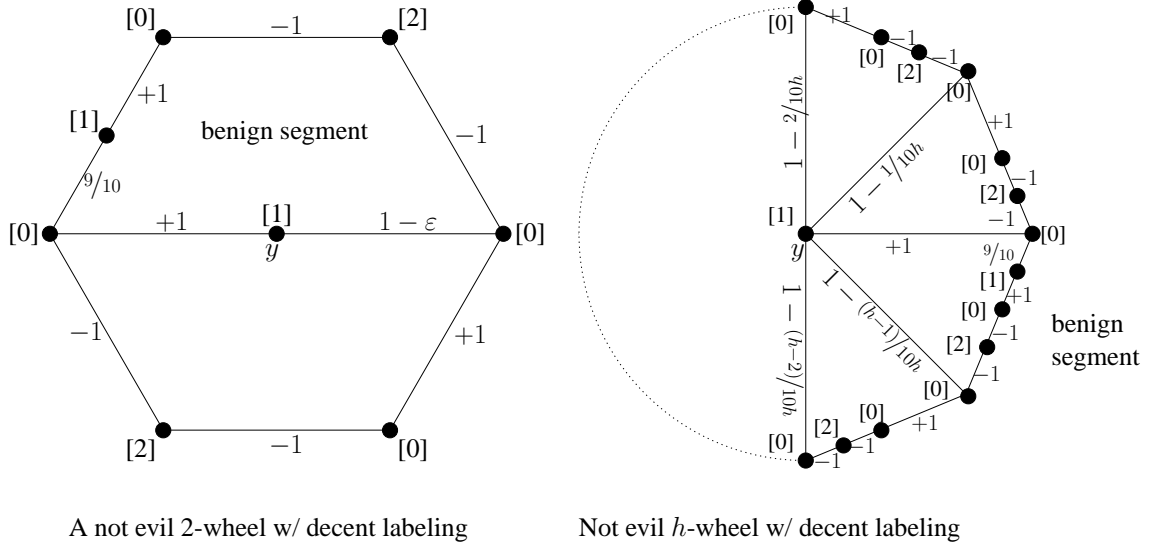 [0] −1 [2]
+1
[1]
benign segment
−1
9/10
[0] +1 [1] 1 − ε [0]
y
−1
+1
[2] −1 [0]
A not evil 2-wheel w/ decent labeling
[0] +1
−1
[0] −1
[2]
[0]
1 − 2/10h
+1
1 − 1/10h
[0]
−1
[2]
−1
[1]
y +1 [0]
9/10
[1]
+1
[0]
−1
[2]
−1
benign
segment
1 − (h−1)/10h
1 − (h−2)/10h
[0]
[0] +1
[2]
[0] −1
−1
Not evil h-wheel w/ decent labeling